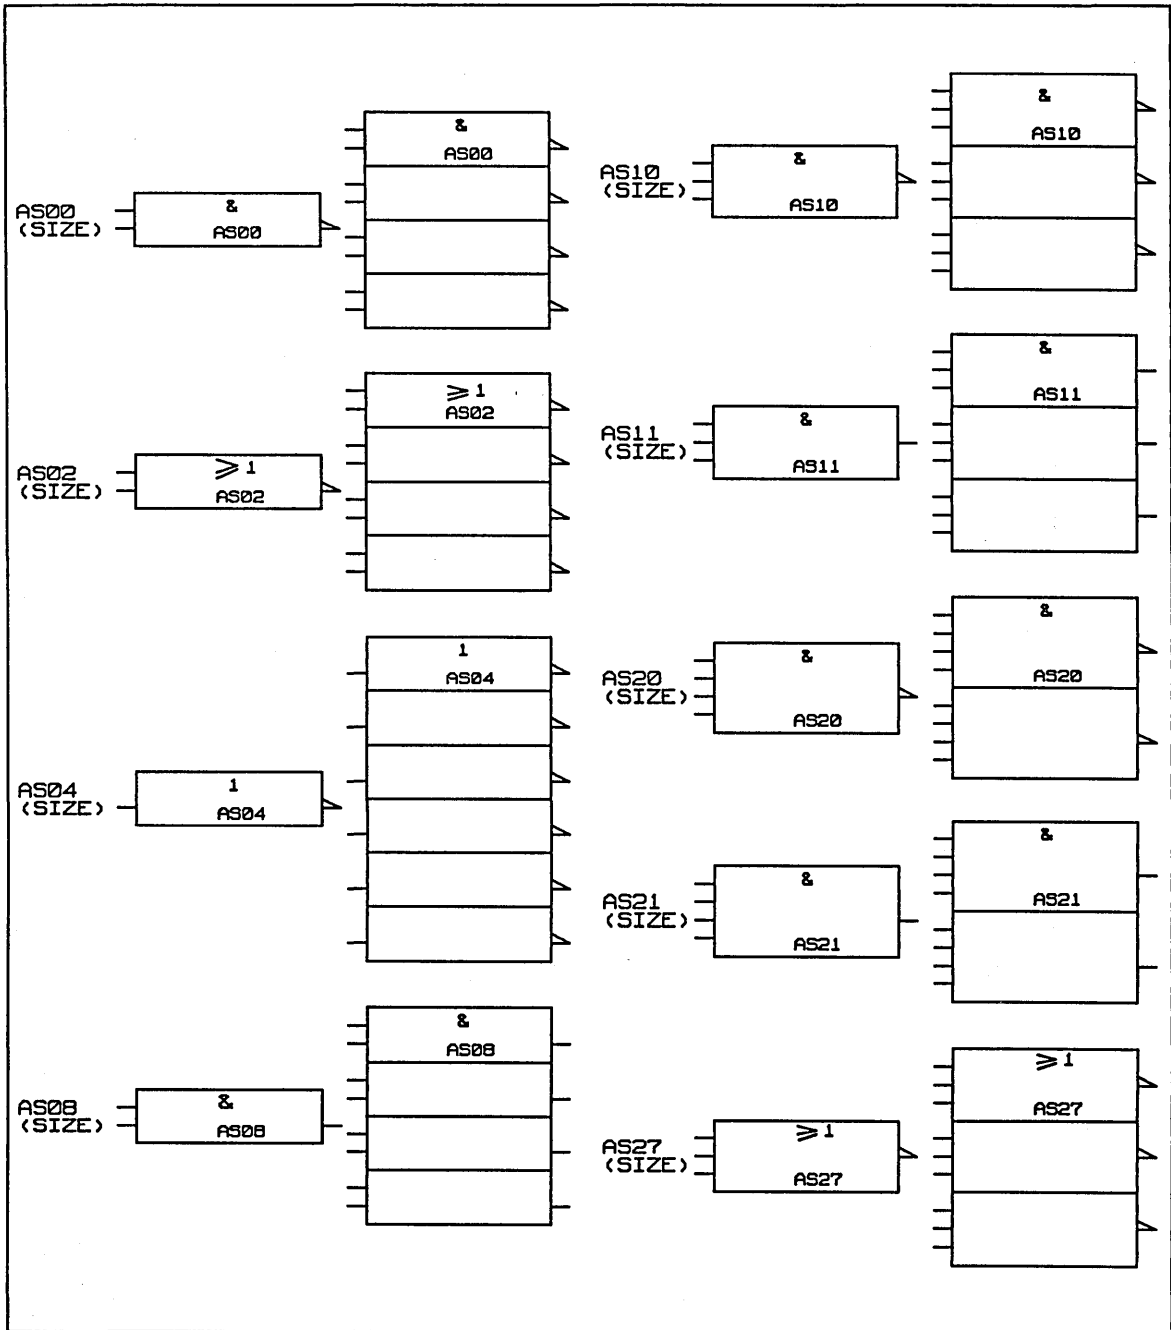 AS00
(SIZE)
&
AS00
&
AS00
AS02
(SIZE)
≥ 1
AS02
≥ 1
AS02
AS04
(SIZE)
1
AS04
1
AS04
AS08
(SIZE)
&
AS08
&
AS08
AS10
(SIZE)
&
AS10
&
AS10
AS11
(SIZE)
&
AS11
&
AS11
AS20
(SIZE)
&
AS20
&
AS20
AS21
(SIZE)
&
AS21
&
AS21
AS27
(SIZE)
≥ 1
AS27
≥ 1
AS27